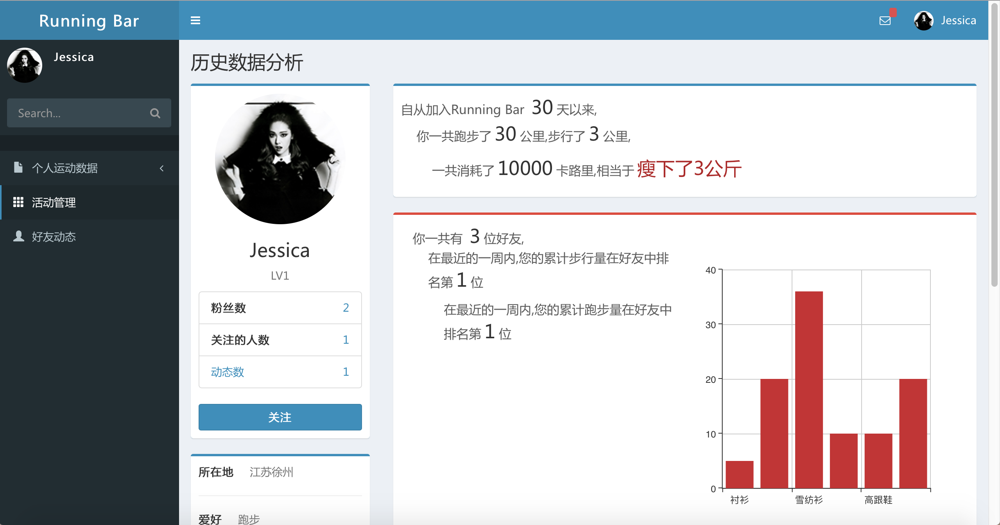 Running Bar
Jessica
Jessica
Search...
个人运动数据
活动管理
好友动态
历史数据分析
Jessica
LV1
粉丝数 2
关注的人数 1
动态数 1
关注
所在地 江苏徐州
爱好 跑步
自从加入Running Bar 30 天以来,
你一共跑步了 30 公里,步行了 3 公里,
一共消耗了 10000 卡路里,相当于 瘦下了3公斤
你一共有 3 位好友,
在最近的一周内,您的累计步行量在好友中排
名第 1 位
在最近的一周内,您的累计跑步量在好友中
排名第 1 位
40
30
20
10
0
衬衫 雪纺衫 高跟鞋